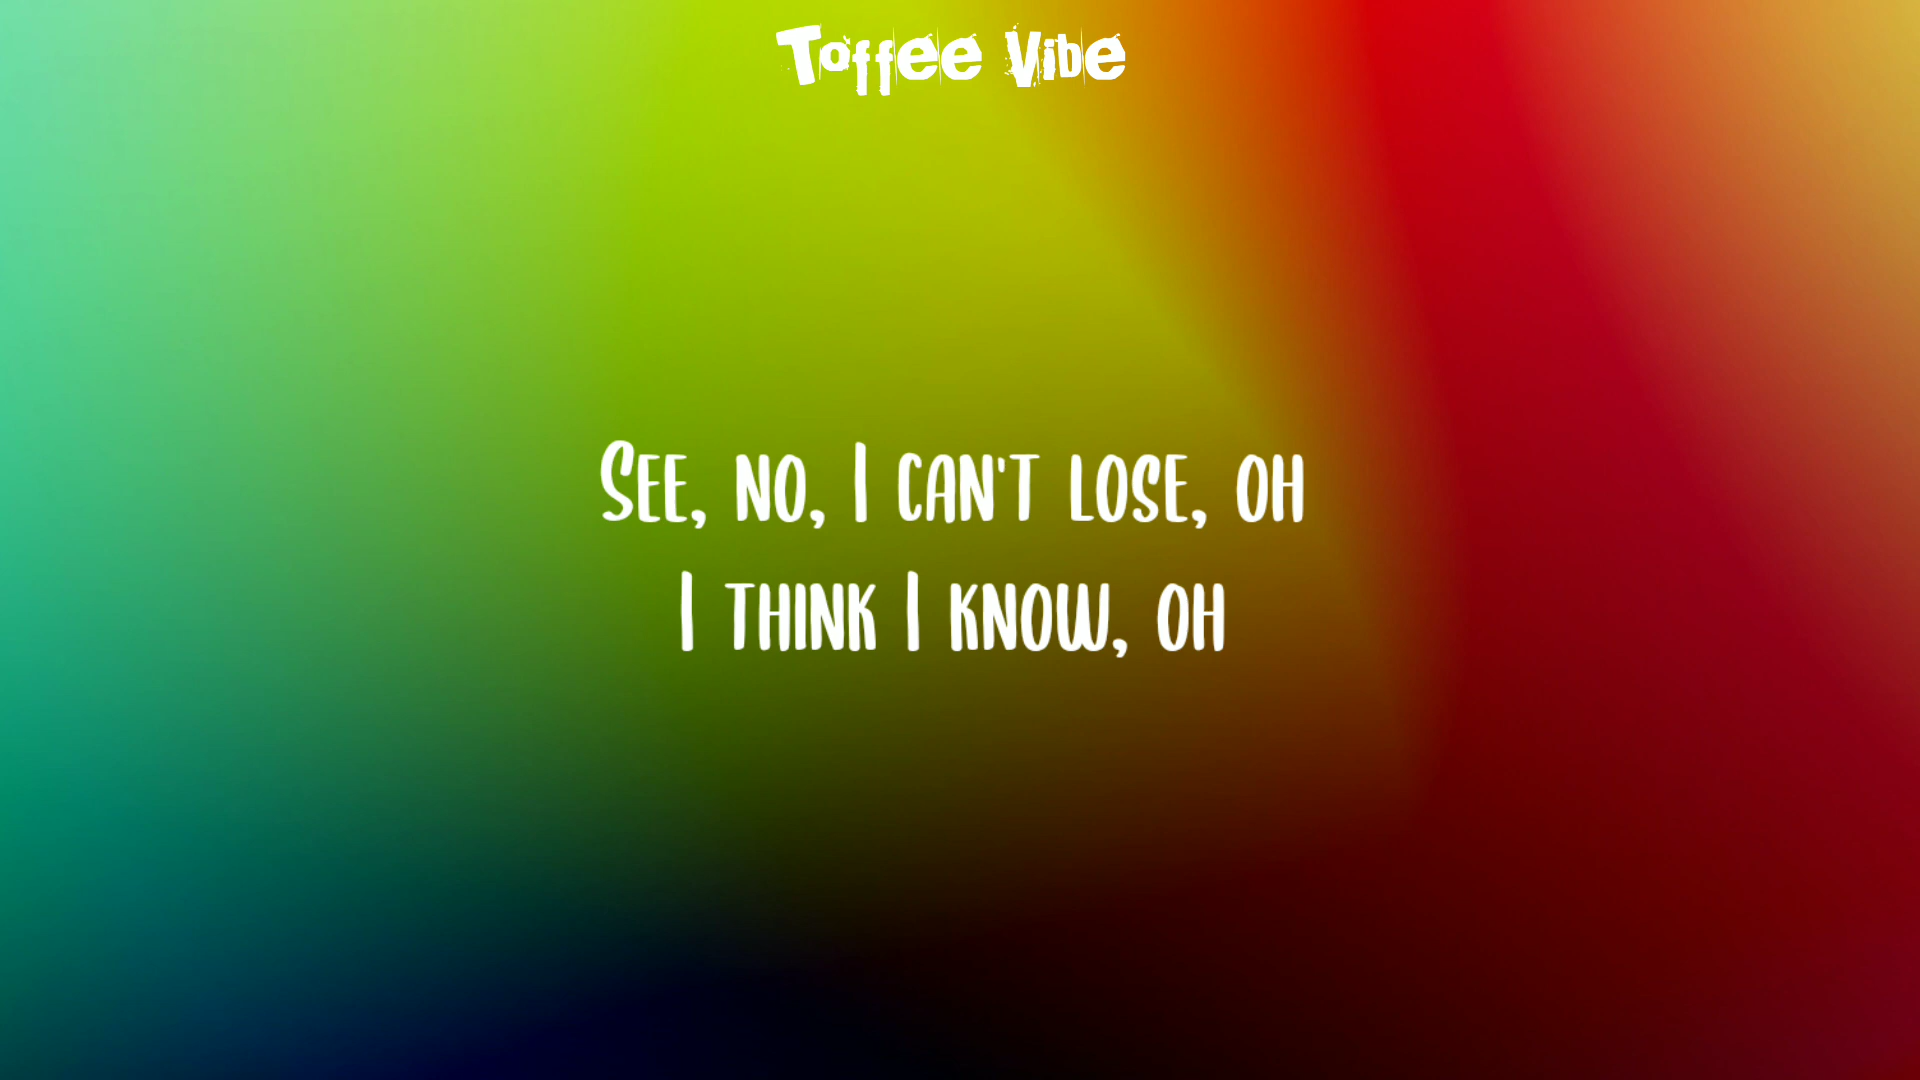 Toffee Vibe
See, no, I can't lose, oh
I think I know, oh